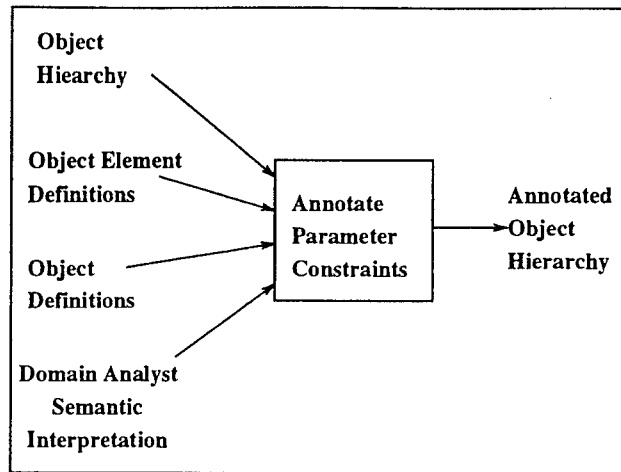 Object
Hiearchy
Object Element
Definitions
Object
Definitions
Domain Analyst
Semantic
Interpretation
Annotate
Parameter
Constraints
Annotated
Object
Hierarchy